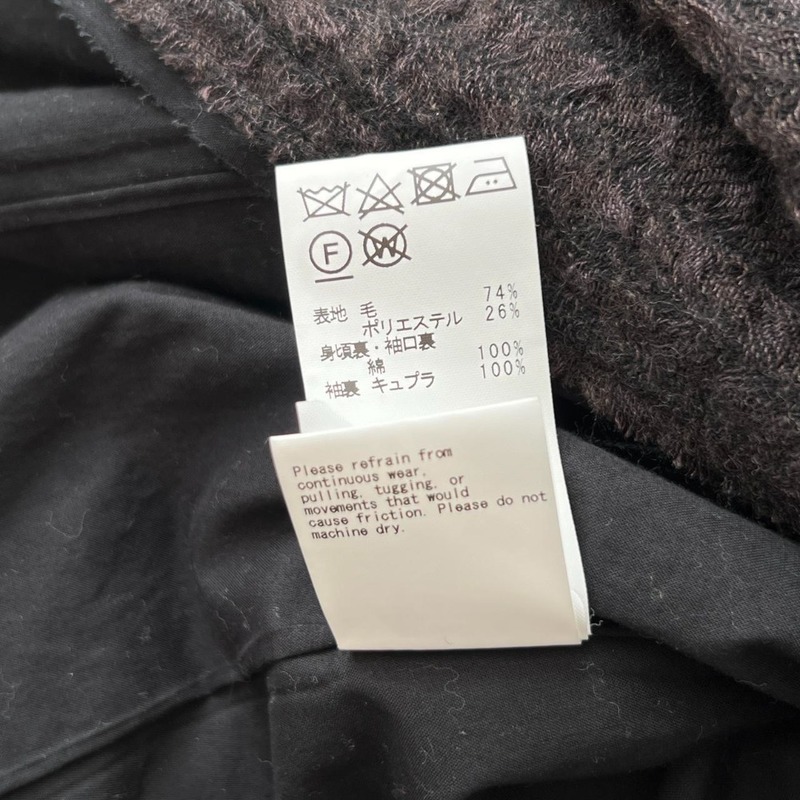 F W
表地 毛 74%
ポリエステル 26%
身頃裏・袖口裏
綿 100%
袖裏 キュプラ 100%
Please refrain from
continuous wear,
pulling, tugging, or
movements that would
cause friction. Please do not
machine dry.